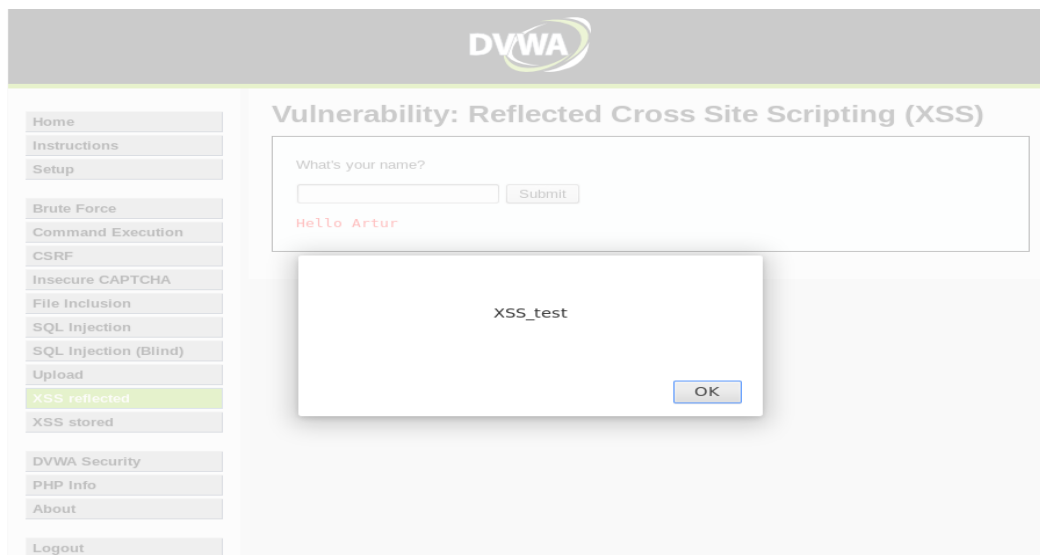 DVWA
Vulnerability: Reflected Cross Site Scripting (XSS)
Home
Instructions
Setup
Brute Force
Command Execution
CSRF
Insecure CAPTCHA
File Inclusion
SQL Injection
SQL Injection (Blind)
Upload
XSS reflected
XSS stored
DVWA Security
PHP Info
About
Logout
What's your name?
Submit
Hello Artur
XSS_test
OK